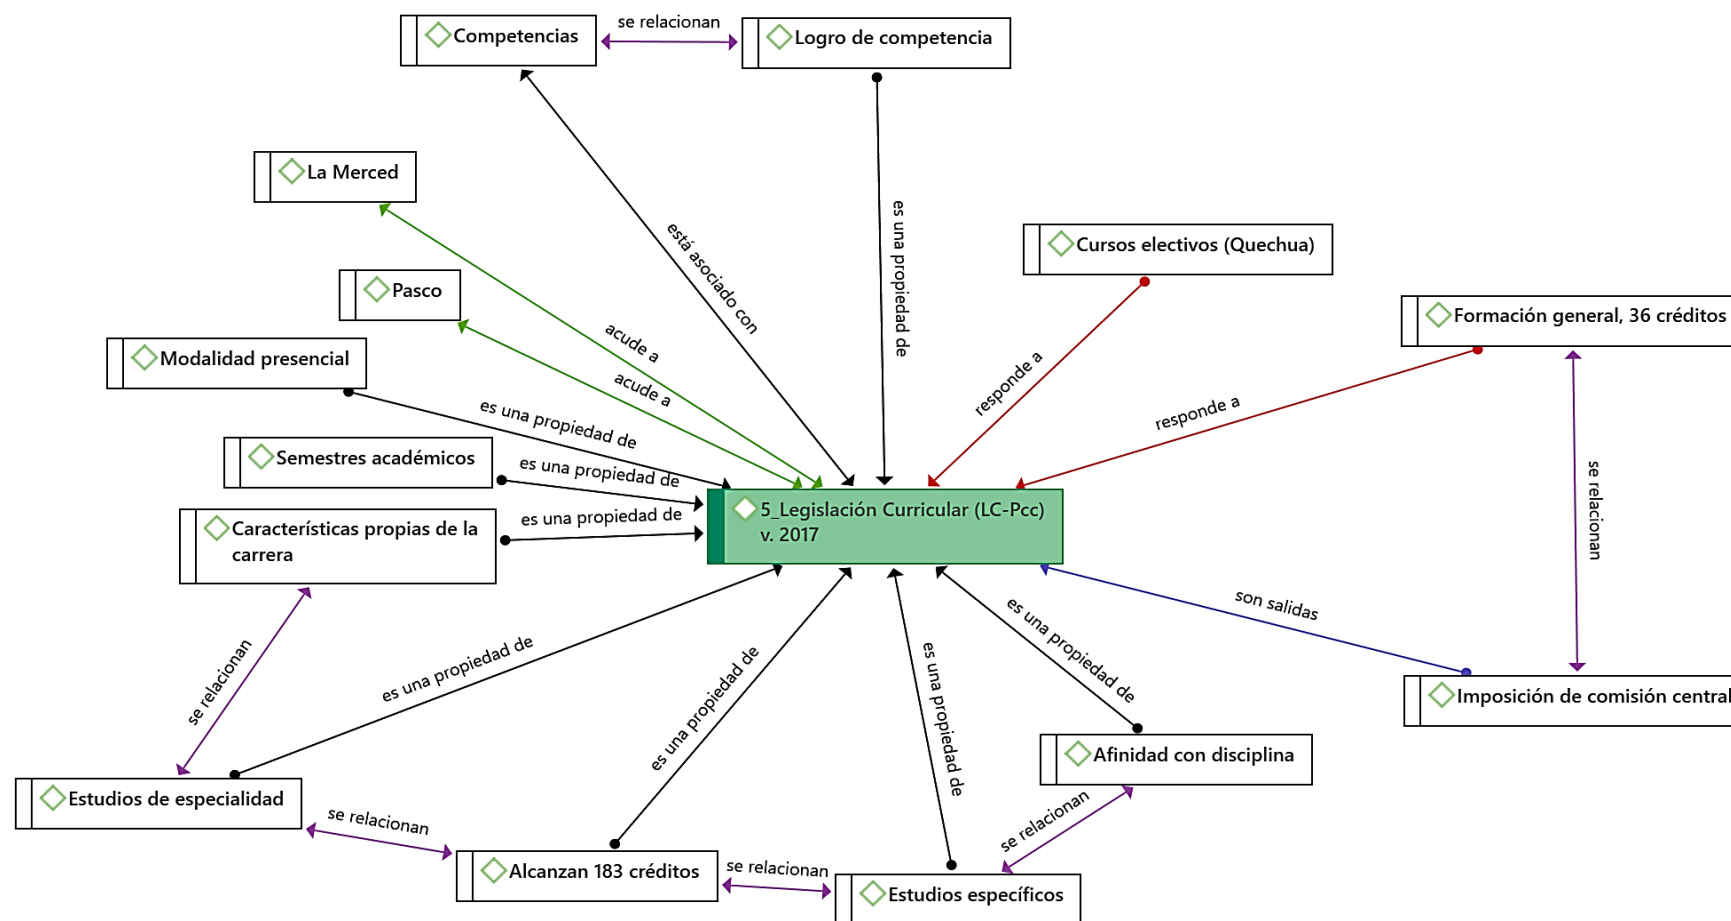 Competencias
se relacionan
Logro de competencia
La Merced
está asociado con
es una propiedad de
Cursos electivos (Quechua)
Pasco
acude a
acude a
responde a
Formación general, 36 créditos
responde a
Modalidad presencial
es una propiedad de
Semestres académicos
es una propiedad de
Características propias de la
carrera
es una propiedad de
5_Legislación Curricular (LC-Pcc)
v. 2017
se relacionan
son salidas
Imposición de comisión central
se relacionan
es una propiedad de
es una propiedad de
es una propiedad de
es una propiedad de
Afinidad con disciplina
Estudios de especialidad
se relacionan
Alcanzan 183 créditos
se relacionan
se relacionan
Estudios específicos